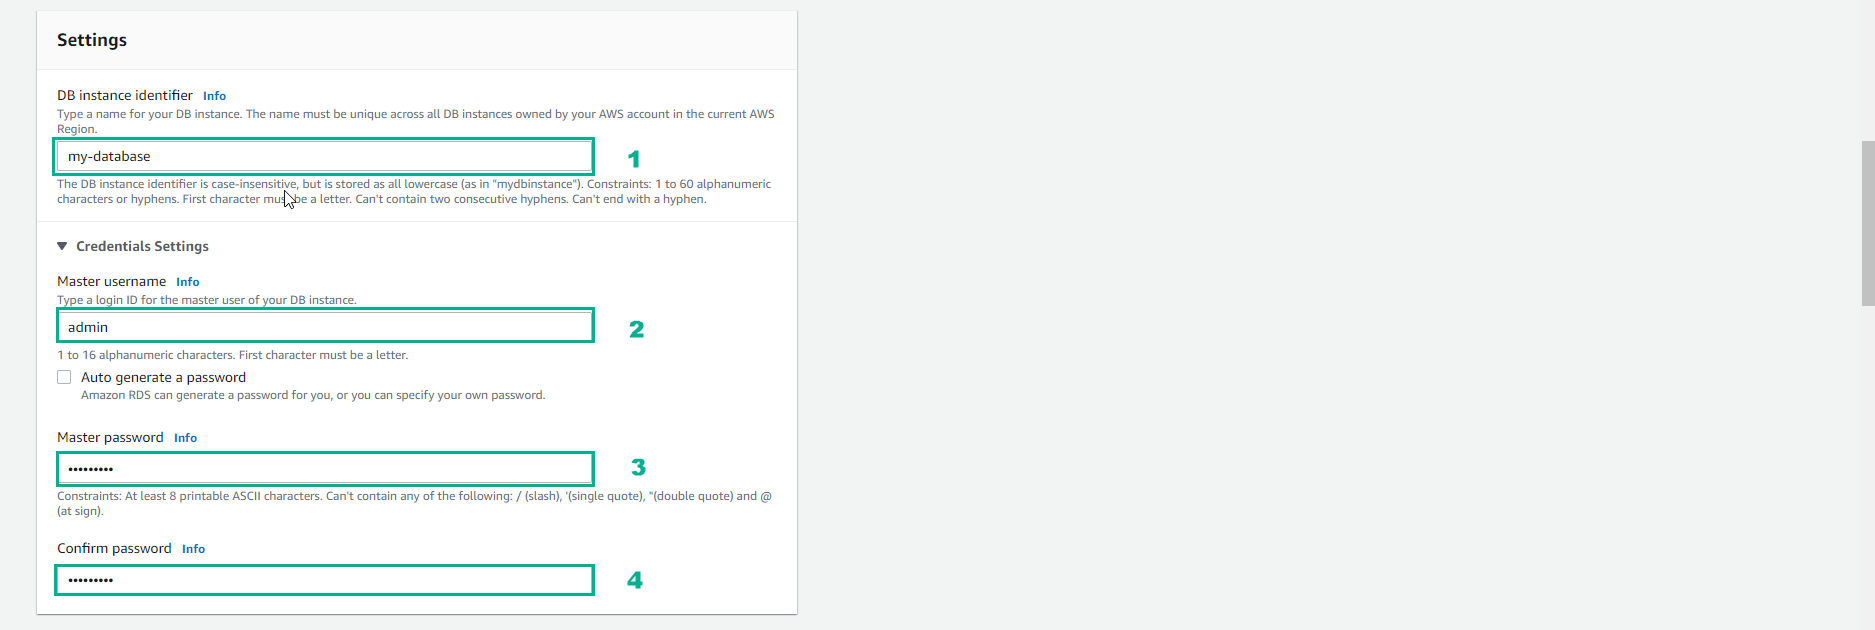 Settings
DB instance identifier Info
Type a name for your DB instance. The name must be unique across all DB instances owned by your AWS account in the current AWS
Region.
my-database 1
The DB instance identifier is case-insensitive, but is stored as all lowercase (as in "mydbinstance"). Constraints: 1 to 60 alphanumeric
characters or hyphens. First character must be a letter. Can't contain two consecutive hyphens. Can't end with a hyphen.
Credentials Settings
Master username Info
Type a login ID for the master user of your DB instance.
admin 2
1 to 16 alphanumeric characters. First character must be a letter.
Auto generate a password
Amazon RDS can generate a password for you, or you can specify your own password.
Master password Info
••••••••• 3
Constraints: At least 8 printable ASCII characters. Can't contain any of the following: / (slash), '(single quote), "(double quote) and @
(at sign).
Confirm password Info
••••••••• 4